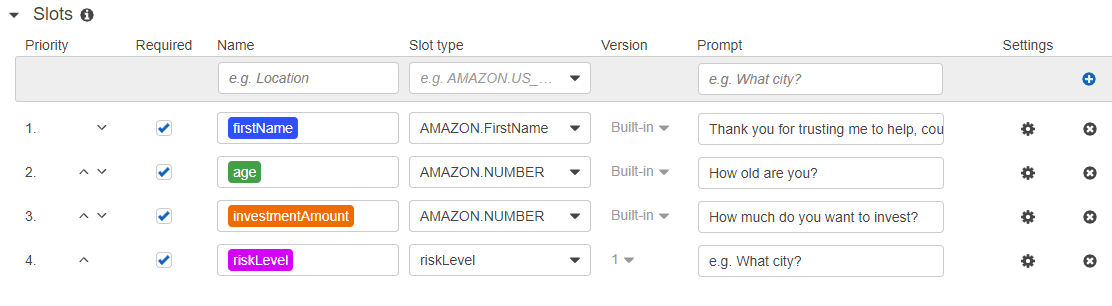 Slots
Priority Required Name Slot type Version Prompt Settings
e.g. Location e.g. AMAZON.US_... e.g. What city?
1. firstName AMAZON.FirstName Built-in Thank you for trusting me to help, cou
2. age AMAZON.NUMBER Built-in How old are you?
3. investmentAmount AMAZON.NUMBER Built-in How much do you want to invest?
4. riskLevel riskLevel 1 e.g. What city?